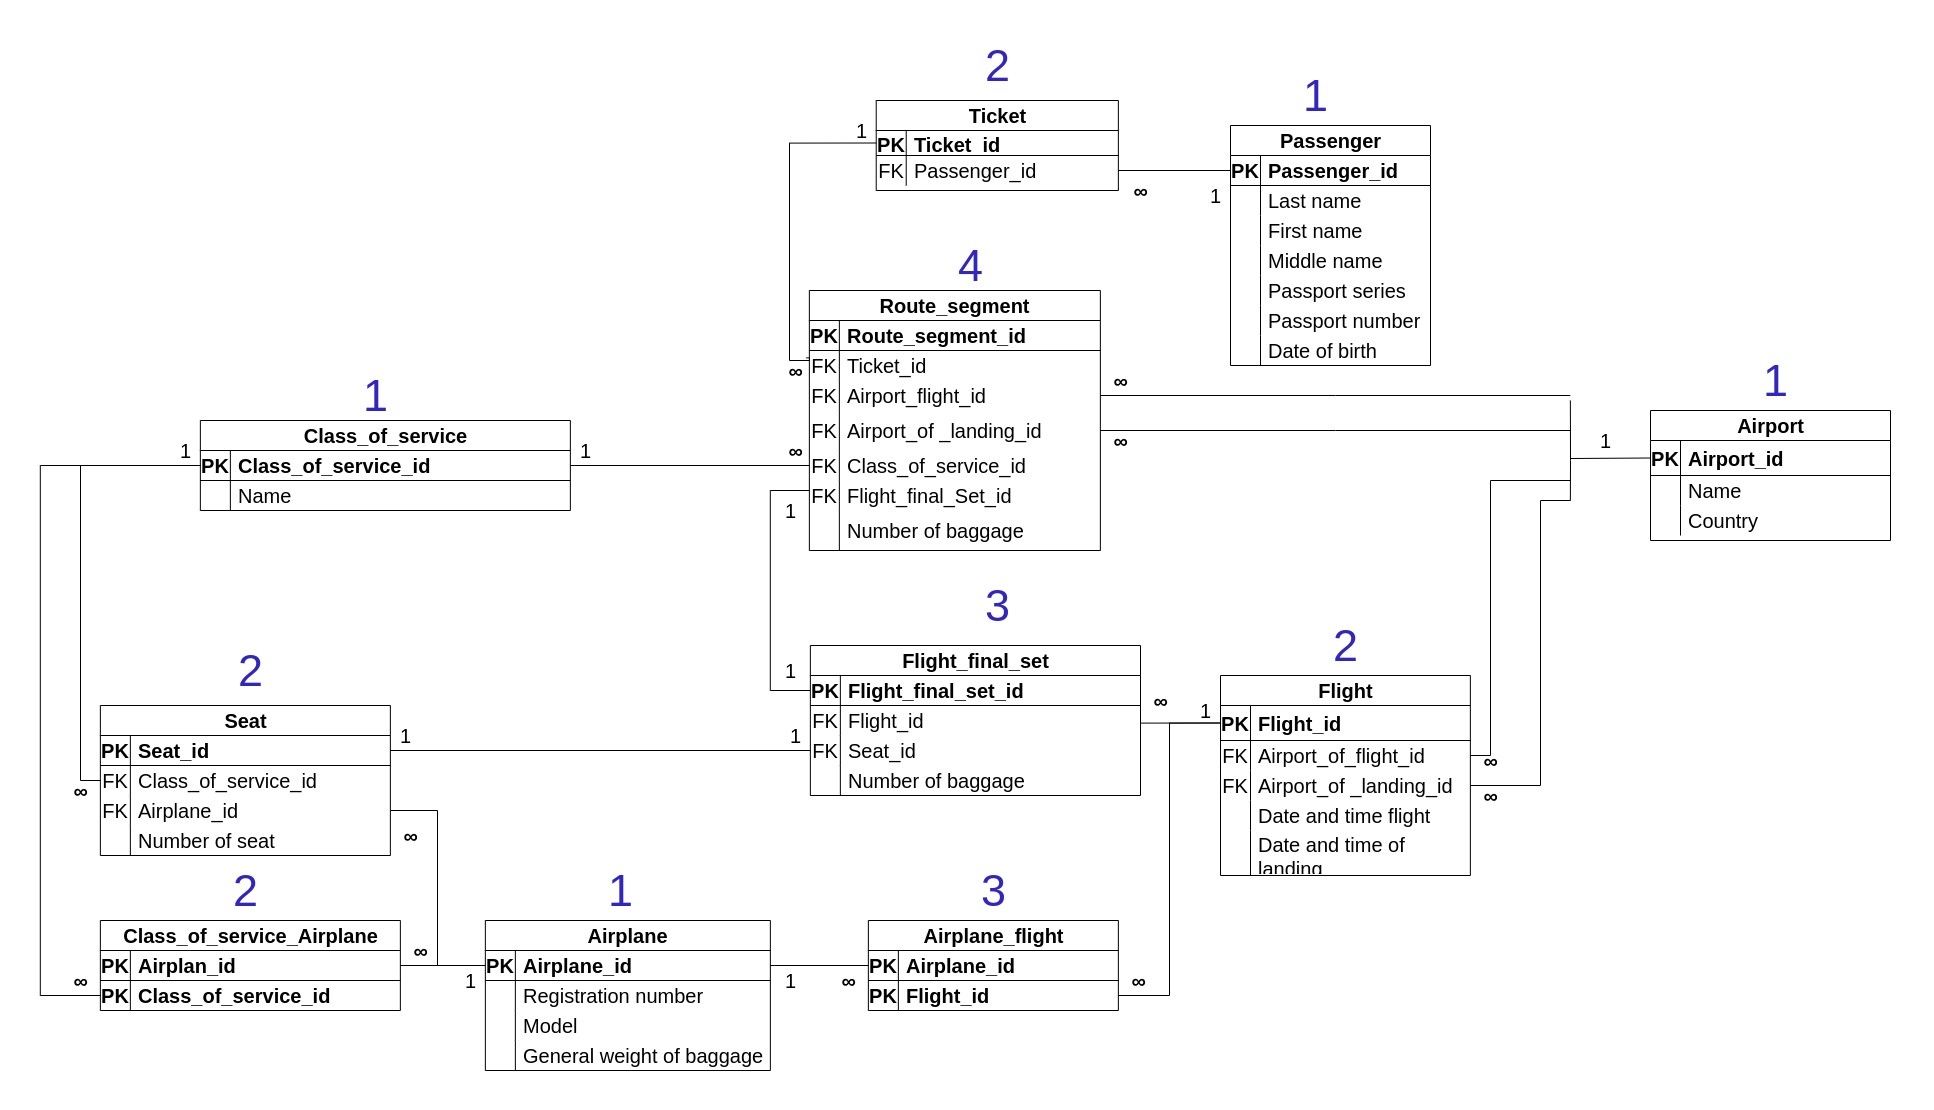 2
Ticket
PK Ticket_id
FK Passenger_id
1
∞
1
1
Passenger
PK Passenger_id
Last name
First name
Middle name
Passport series
Passport number
Date of birth
4
Route_segment
PK Route_segment_id
FK Ticket_id
FK Airport_flight_id
FK Airport_of _landing_id
FK Class_of_service_id
FK Flight_final_Set_id
Number of baggage
∞
∞
∞
∞
1
1
Class_of_service
PK Class_of_service_id
Name
1
1
1
Airport
PK Airport_id
Name
Country
1
3
Flight_final_set
PK Flight_final_set_id
FK Flight_id
FK Seat_id
Number of baggage
1
1
∞
2
Flight
PK Flight_id
FK Airport_of_flight_id
FK Airport_of _landing_id
Date and time flight
Date and time of
landing
1
∞
∞
2
Seat
PK Seat_id
FK Class_of_service_id
FK Airplane_id
Number of seat
1
∞
∞
2
Class_of_service_Airplane
PK Airplan_id
PK Class_of_service_id
∞
∞
1
Airplane
PK Airplane_id
Registration number
Model
General weight of baggage
1
1
3
Airplane_flight
PK Airplane_id
PK Flight_id
∞
∞